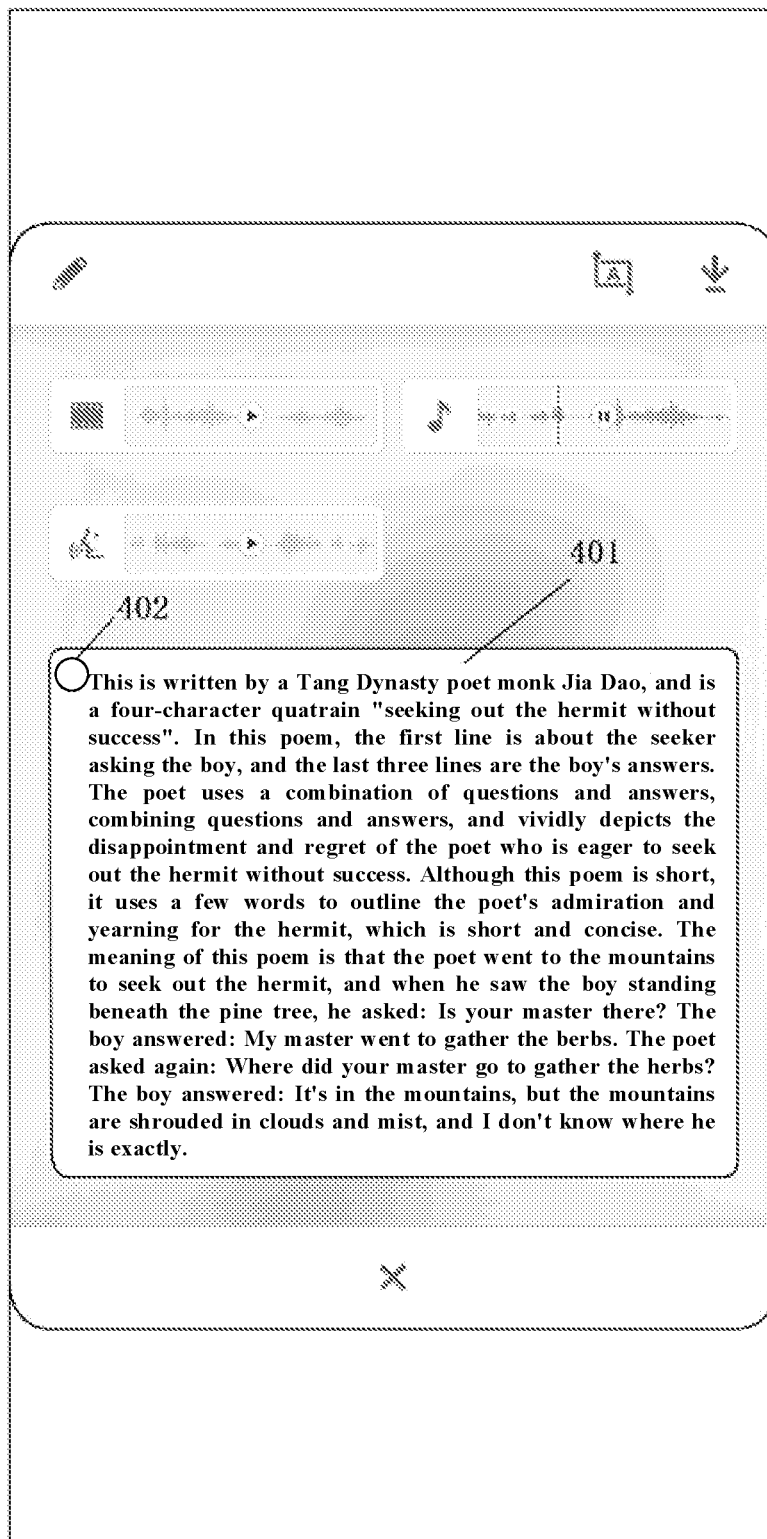 A
401
402
This is written by a Tang Dynasty poet monk Jia Dao, and is
a four-character quatrain "seeking out the hermit without
success". In this poem, the first line is about the seeker
asking the boy, and the last three lines are the boy's answers.
The poet uses a combination of questions and answers,
combining questions and answers, and vividly depicts the
disappointment and regret of the poet who is eager to seek
out the hermit without success. Although this poem is short,
it uses a few words to outline the poet's admiration and
yearning for the hermit, which is short and concise. The
meaning of this poem is that the poet went to the mountains
to seek out the hermit, and when he saw the boy standing
beneath the pine tree, he asked: Is your master there? The
boy answered: My master went to gather the berbs. The poet
asked again: Where did your master go to gather the herbs?
The boy answered: It's in the mountains, but the mountains
are shrouded in clouds and mist, and I don't know where he
is exactly.